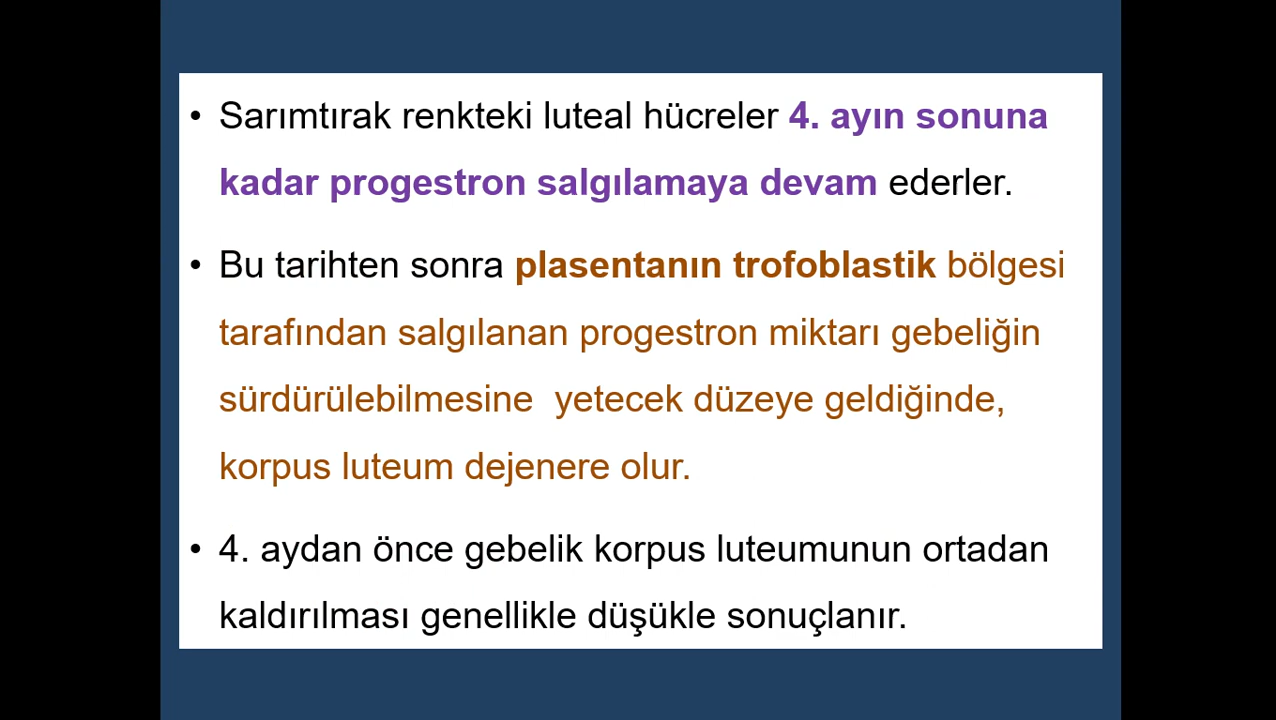 • Sarımtırak renkteki luteal hücreler 4. ayın sonuna
kadar progestron salgılamaya devam ederler.
• Bu tarihten sonra plasentanın trofoblastik bölgesi
tarafından salgılanan progestron miktarı gebeliğin
sürdürülebilmesine  yetecek düzeye geldiğinde,
korpus luteum dejenere olur.
• 4. aydan önce gebelik korpus luteumunun ortadan
kaldırılması genellikle düşükle sonuçlanır.